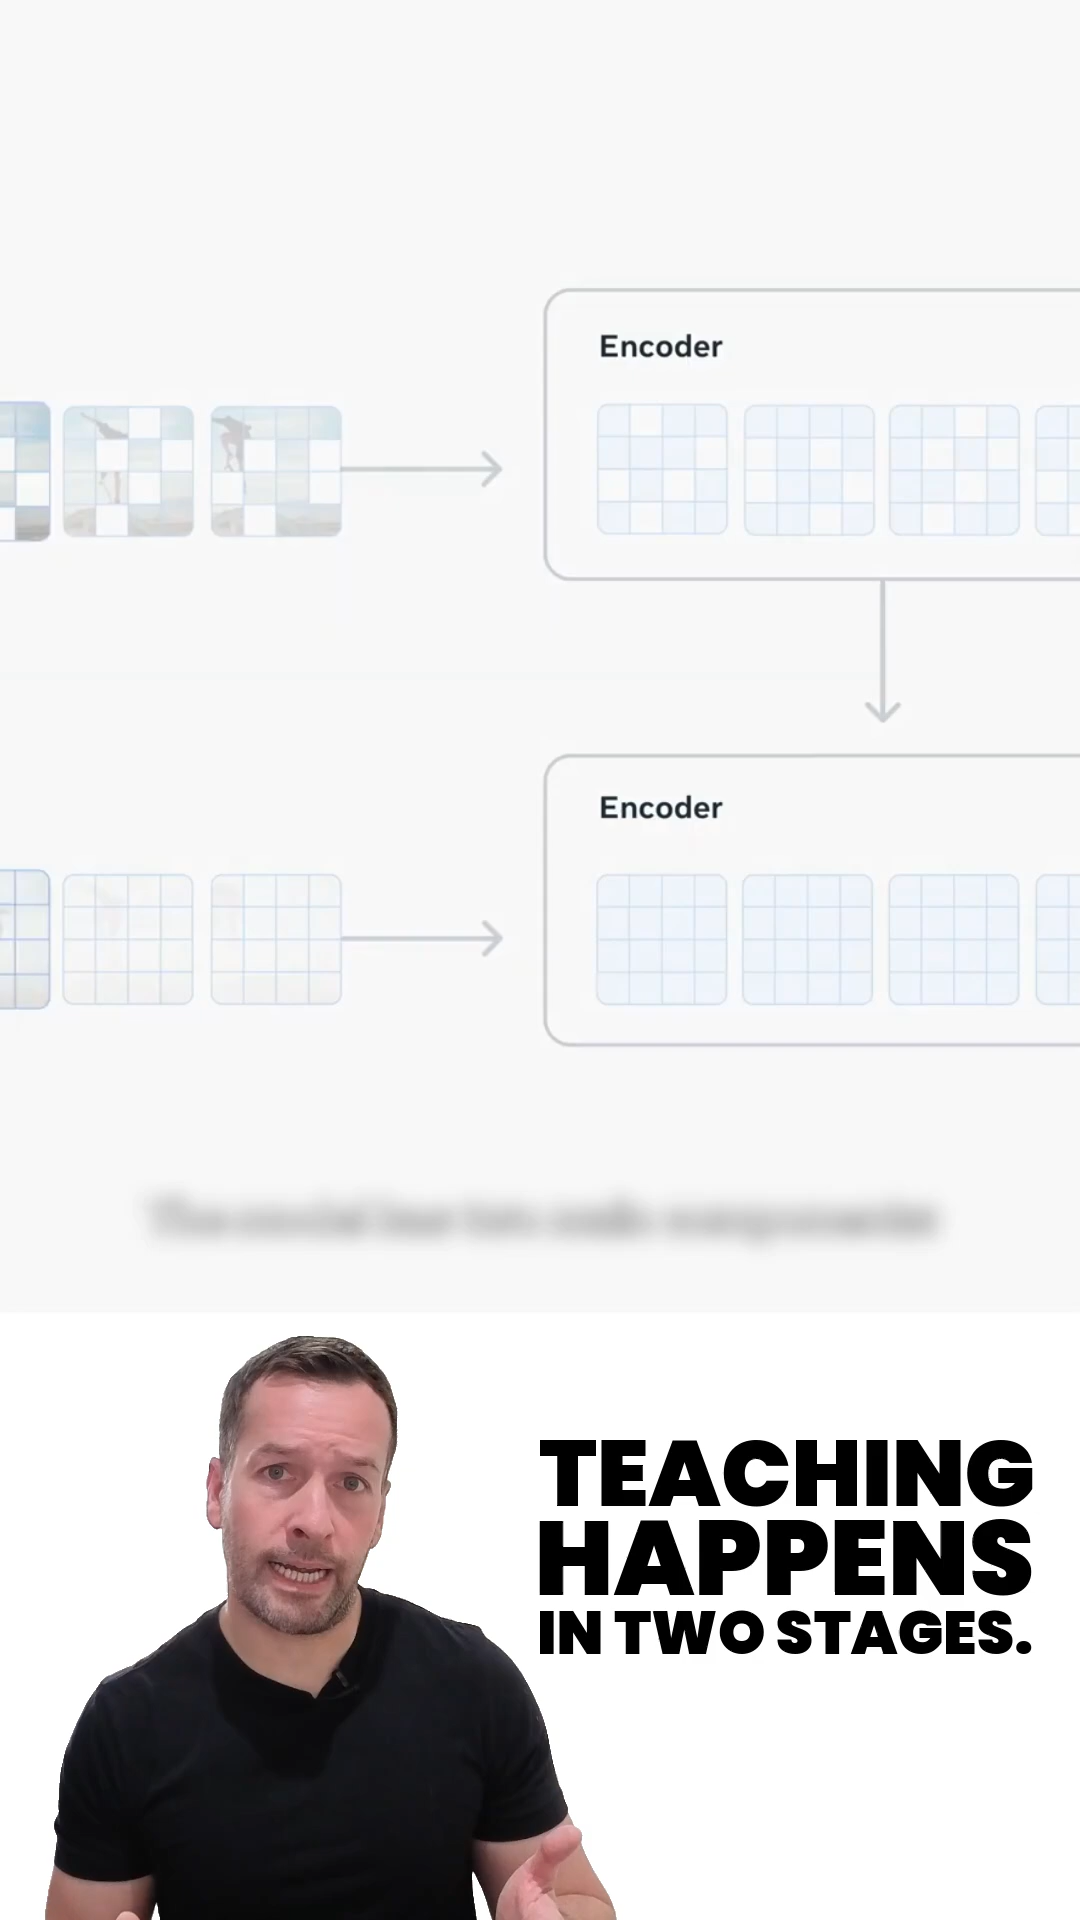 Encoder
Encoder
TEACHING
HAPPENS
IN TWO STAGES.